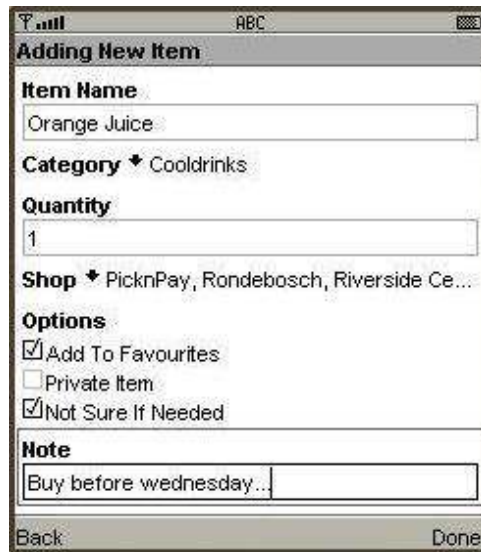 ABC
Adding New Item
Item Name
Orange Juice
Category Cooldrinks
Quantity
1
Shop PicknPay, Rondebosch, Riverside Ce...
Options
Add To Favourites
Private Item
Not Sure If Needed
Note
Buy before wednesday...
Back Done